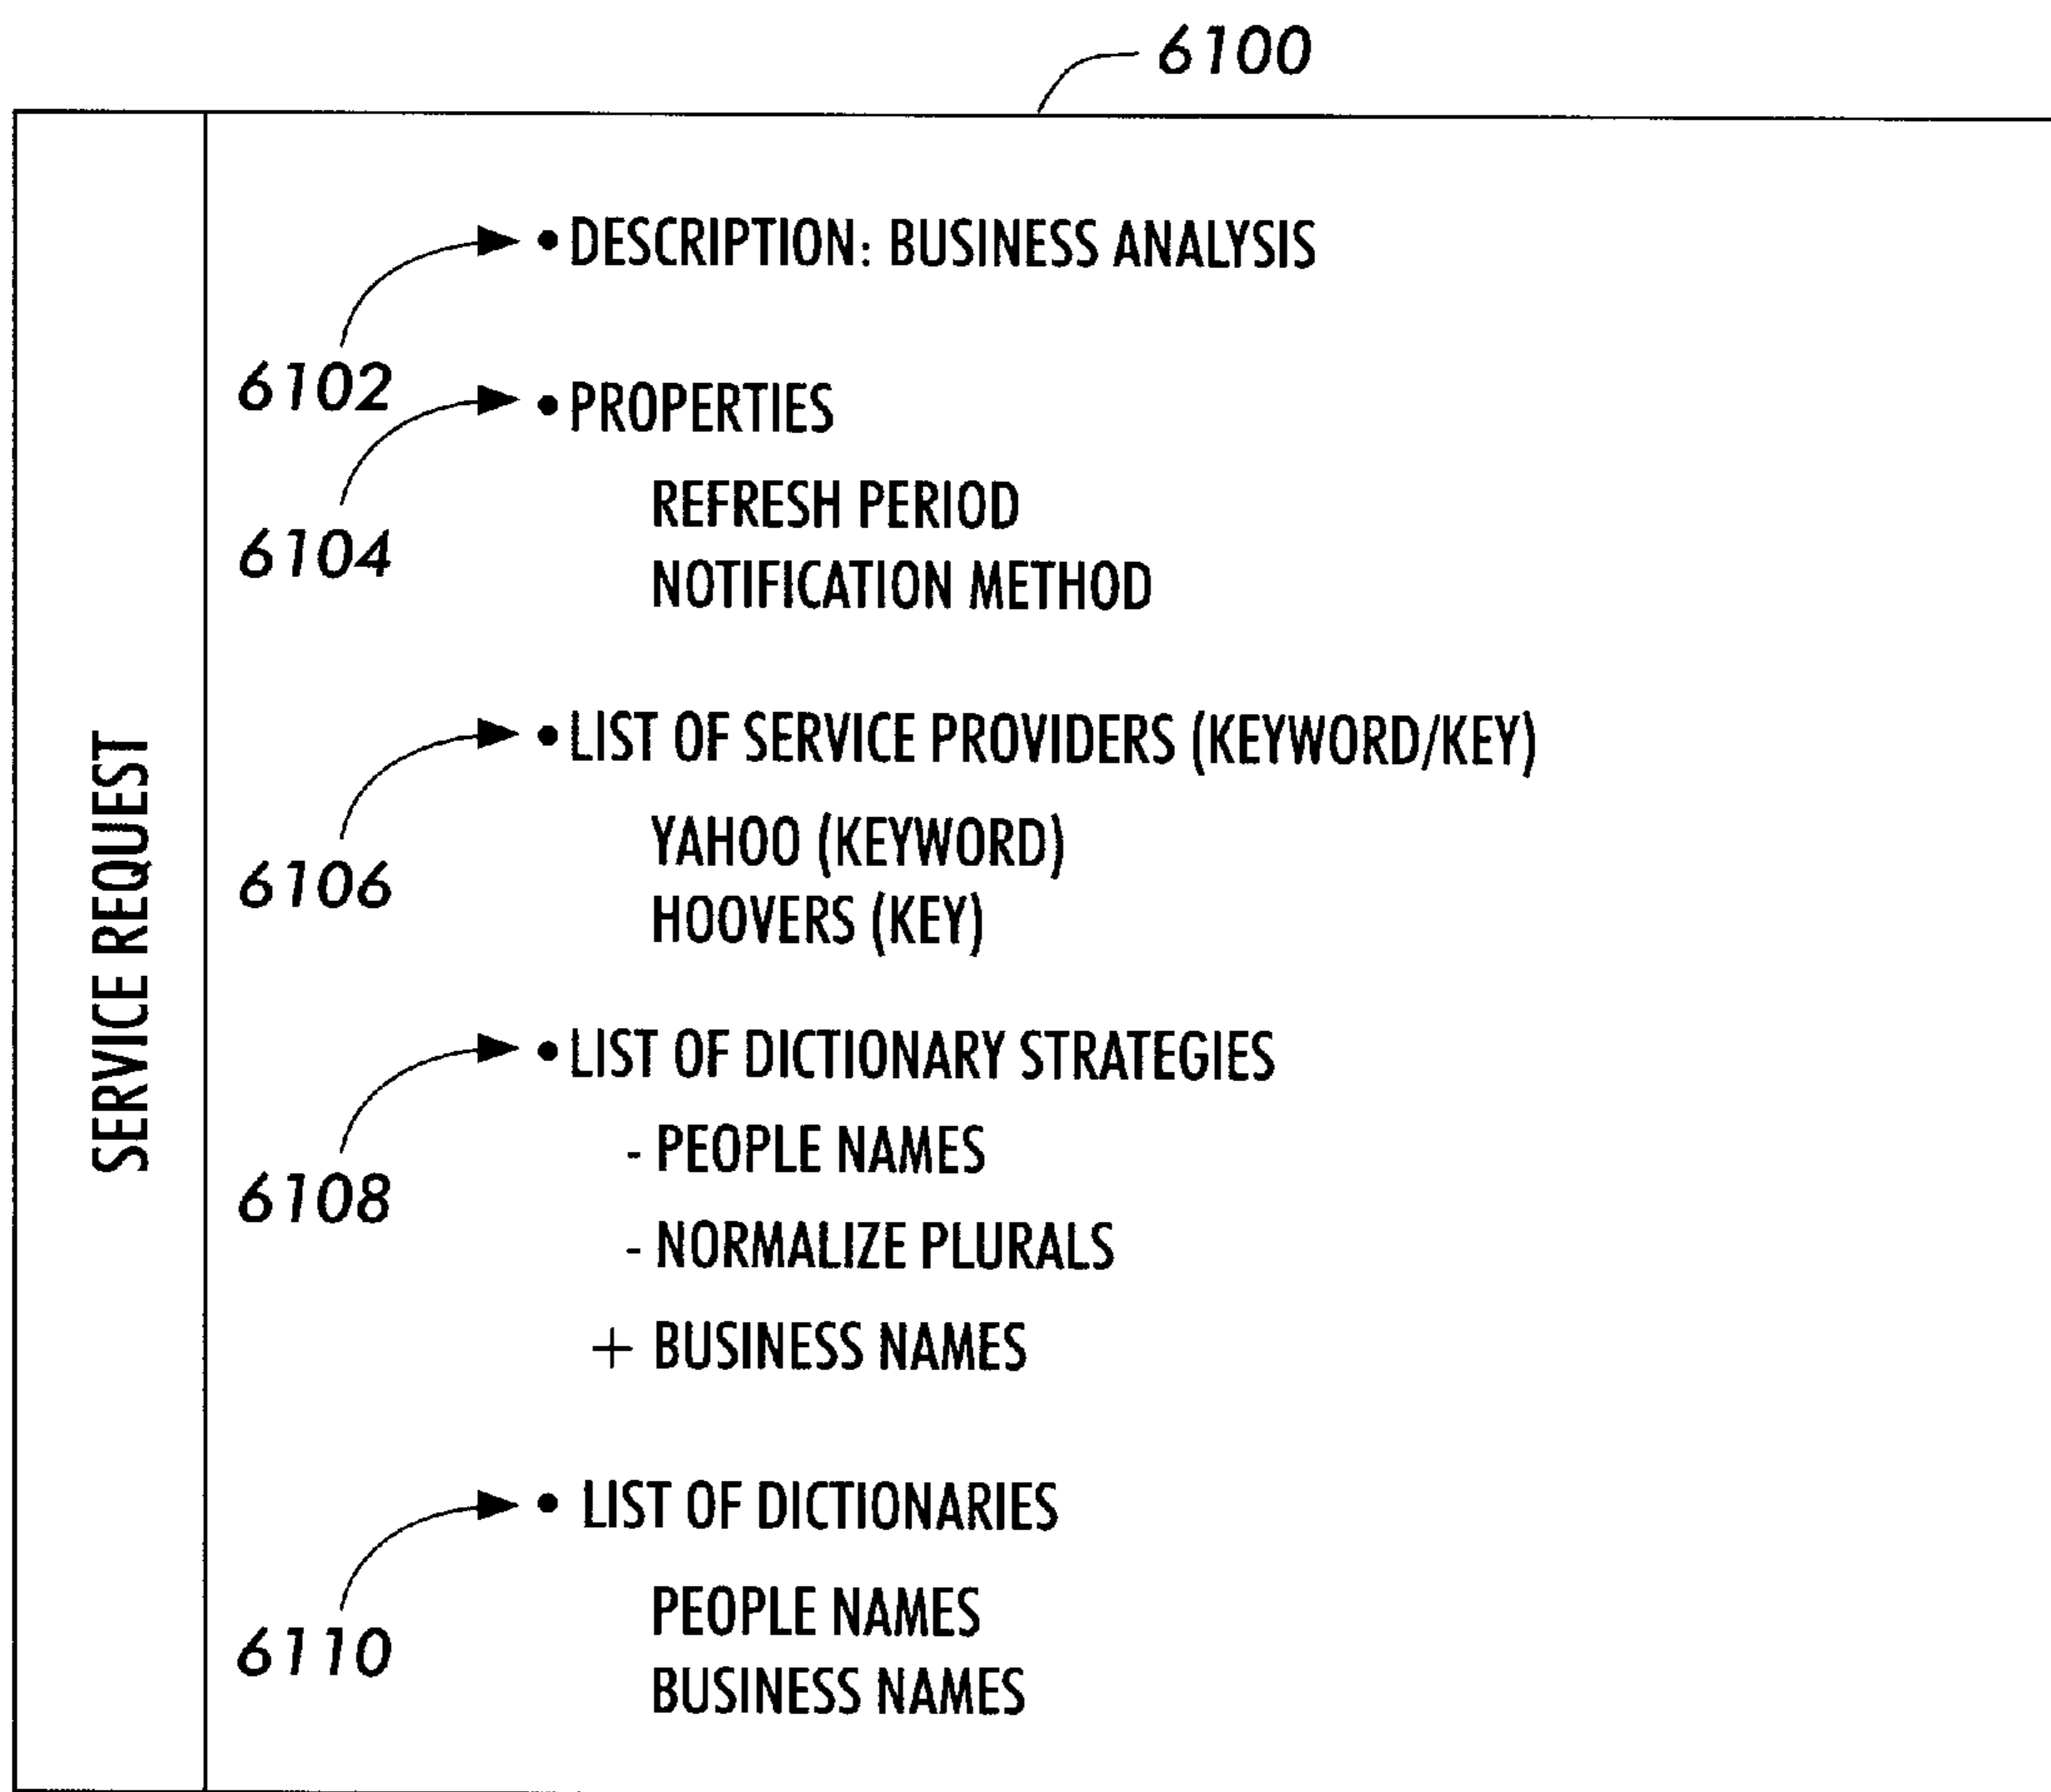 6100
SERVICE REQUEST
• DESCRIPTION: BUSINESS ANALYSIS
6102
• PROPERTIES
REFRESH PERIOD
6104
NOTIFICATION METHOD
• LIST OF SERVICE PROVIDERS (KEYWORD/KEY)
YAHOO (KEYWORD)
6106
HOOVERS (KEY)
• LIST OF DICTIONARY STRATEGIES
- PEOPLE NAMES
6108
- NORMALIZE PLURALS
+ BUSINESS NAMES
• LIST OF DICTIONARIES
PEOPLE NAMES
6110
BUSINESS NAMES